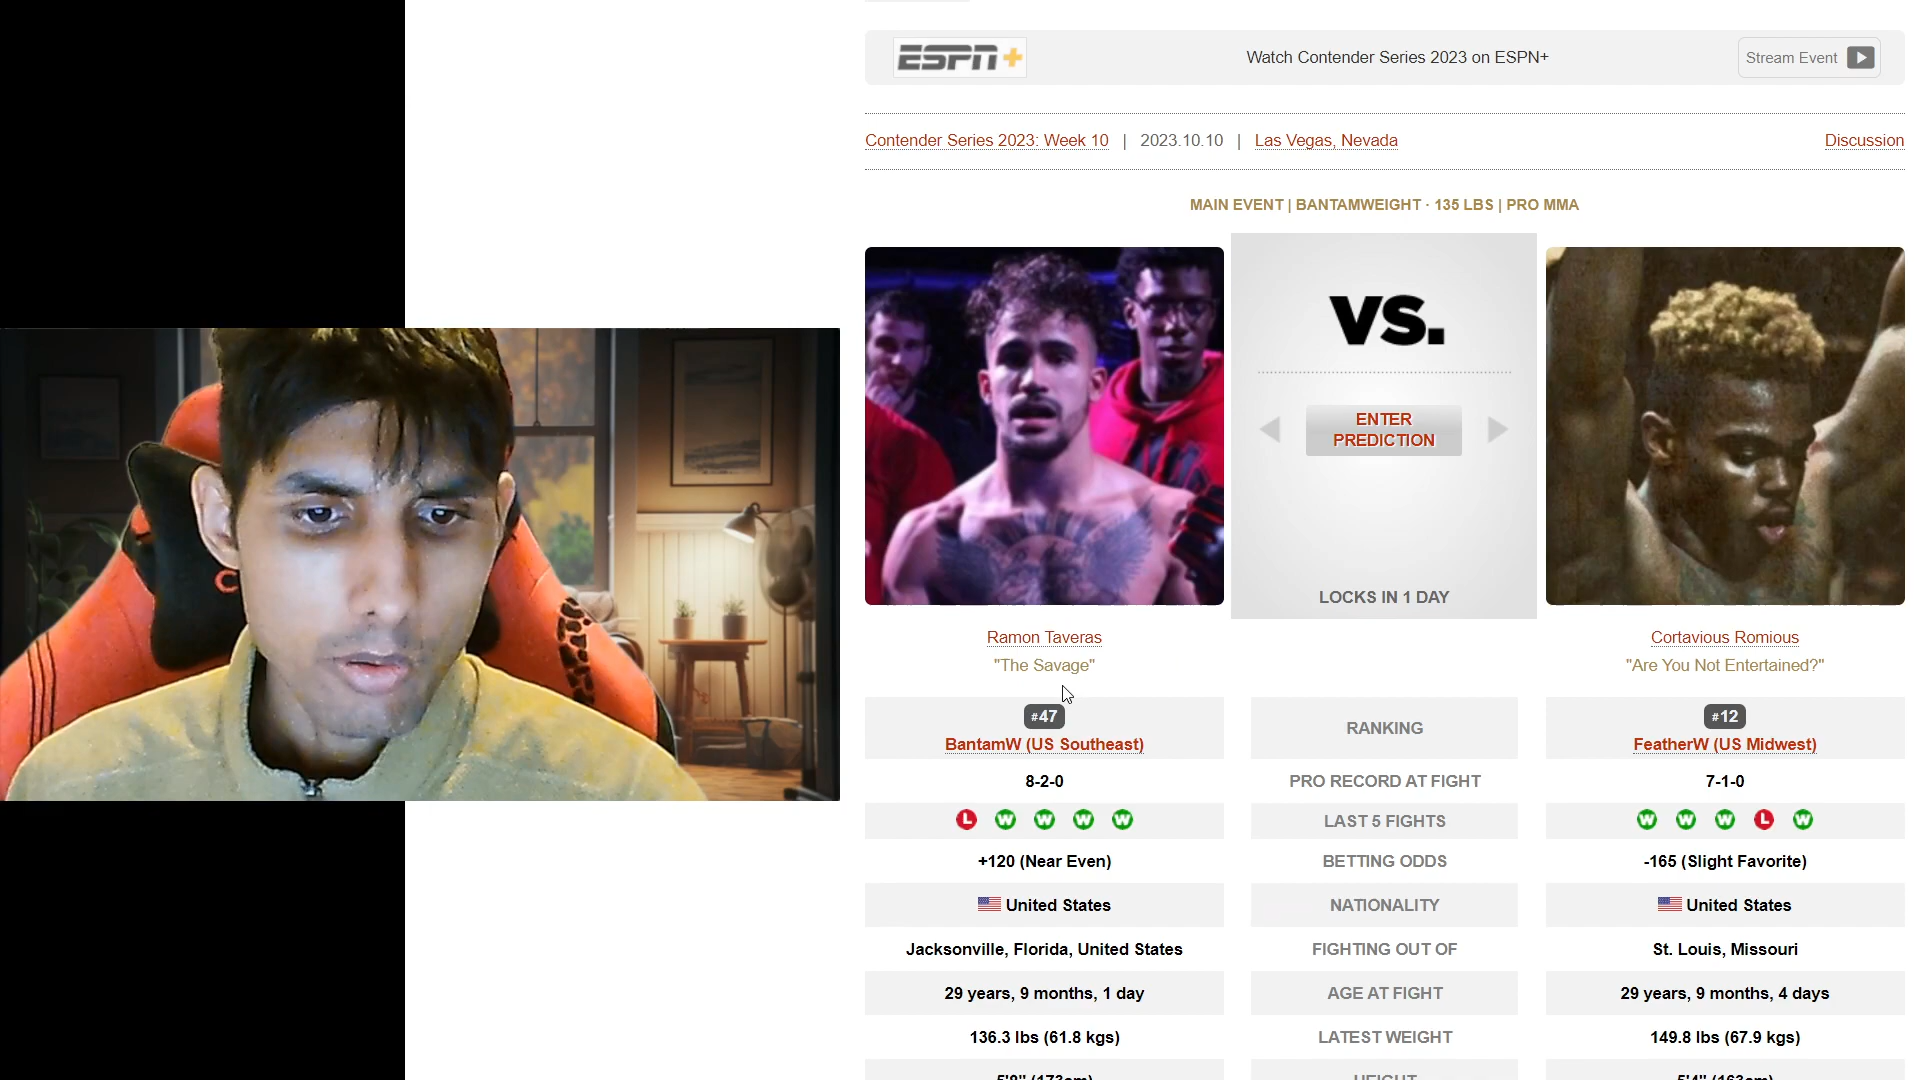 ESPN+
Watch Contender Series 2023 on ESPN+
Stream Event
Contender Series 2023: Week 10 | 2023.10.10 | Las Vegas, Nevada
Discussion
MAIN EVENT | BANTAMWEIGHT · 135 LBS | PRO MMA
VS.
ENTER
PREDICTION
LOCKS IN 1 DAY
Ramon Taveras
Cortavious Romious
"The Savage"
"Are You Not Entertained?"
#47
BantamW (US Southeast)
RANKING
#12
FeatherW (US Midwest)
8-2-0 PRO RECORD AT FIGHT 7-1-0
L W W W W LAST 5 FIGHTS W W W L W
+120 (Near Even) BETTING ODDS -165 (Slight Favorite)
United States NATIONALITY United States
Jacksonville, Florida, United States FIGHTING OUT OF St. Louis, Missouri
29 years, 9 months, 1 day AGE AT FIGHT 29 years, 9 months, 4 days
136.3 lbs (61.8 kgs) LATEST WEIGHT 149.8 lbs (67.9 kgs)
HEIGHT